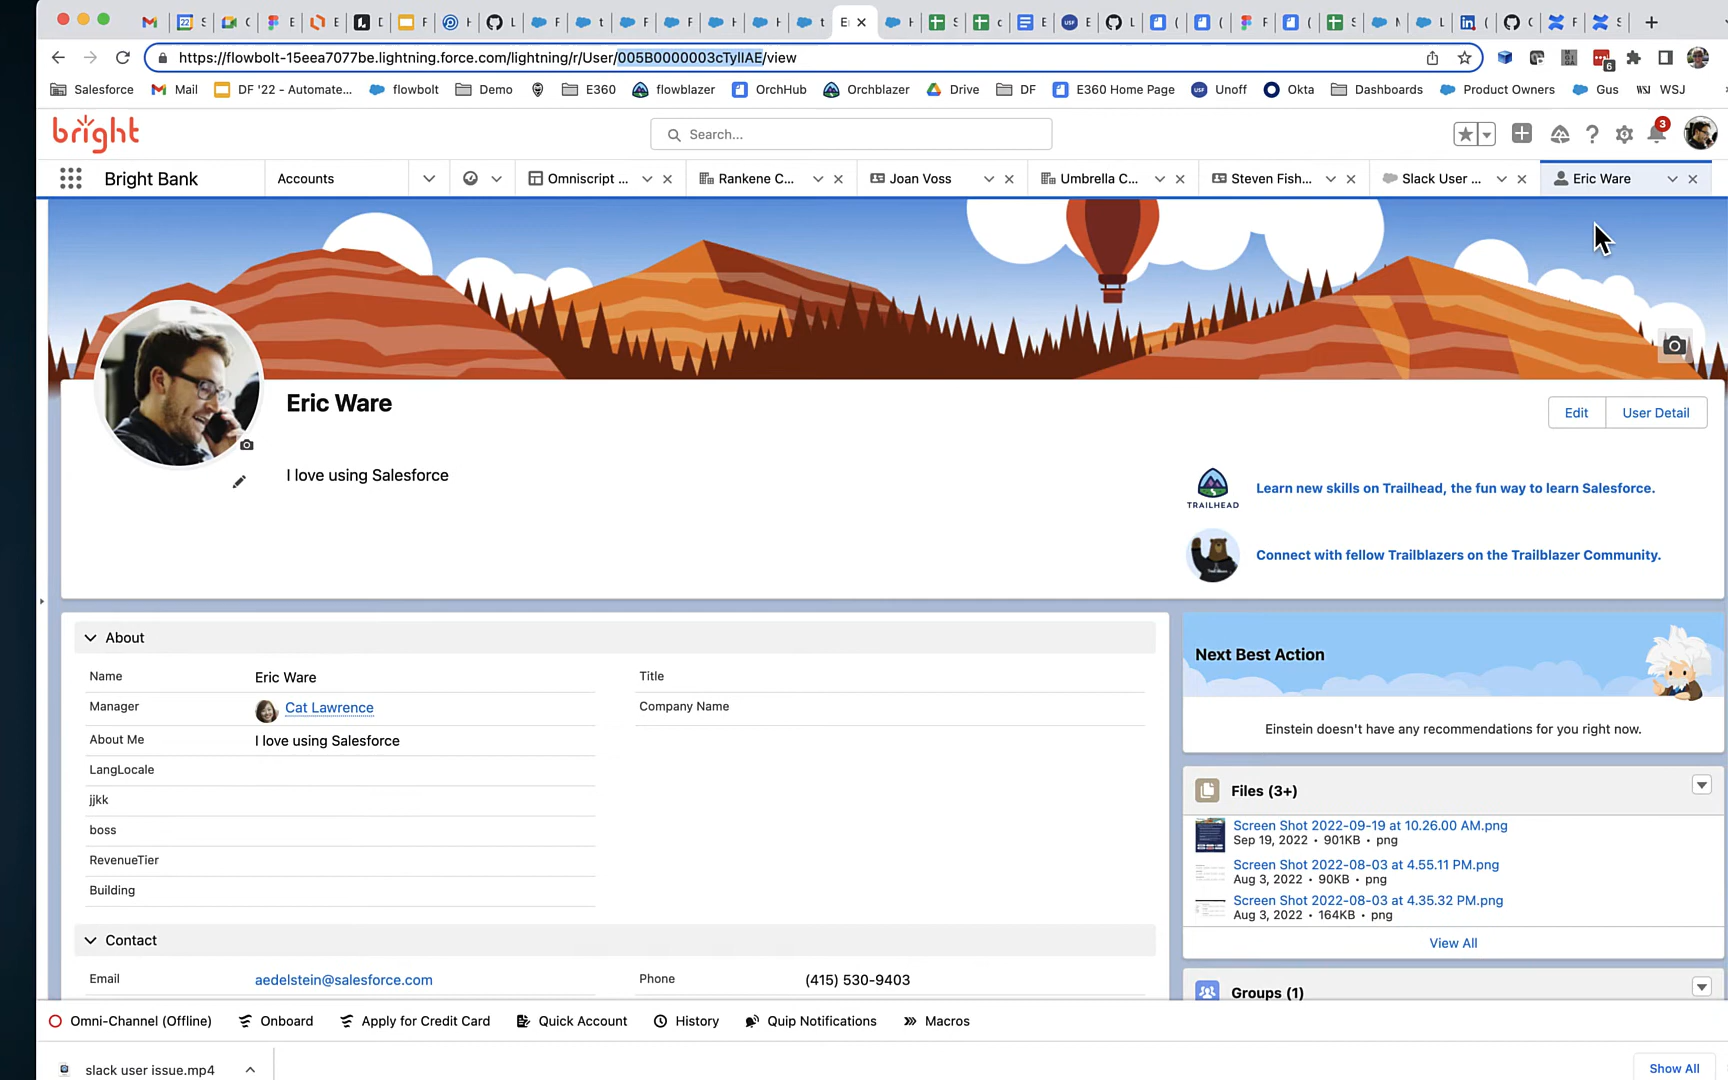 https://flowbolt-15eea7077be.lightning.force.com/lightning/r/User/005B0000003cTylIAE/view
6
Salesforce Mail DF '22 - Automate... flowbolt Demo E360 flowblazer OrchHub Orchblazer Drive DF E360 Home Page Unoff Okta Dashboards Product Owners Gus WSJ WSJ
bright
Search...
3
Bright Bank Accounts Omniscript ... Rankene C... Joan Voss Umbrella C... Steven Fish... Slack User ... Eric Ware
Eric Ware
Edit User Detail
I love using Salesforce
TRAILHEAD
Learn new skills on Trailhead, the fun way to learn Salesforce.
Connect with fellow Trailblazers on the Trailblazer Community.
About
Name Eric Ware Title
Manager Cat Lawrence Company Name
About Me I love using Salesforce
LangLocale
jjkk
boss
RevenueTier
Building
Contact
Email aedelstein@salesforce.com Phone (415) 530-9403
Next Best Action
Einstein doesn't have any recommendations for you right now.
Files (3+)
Screen Shot 2022-09-19 at 10.26.00 AM.png
Sep 19, 2022 • 901KB • png
Screen Shot 2022-08-03 at 4.55.11 PM.png
Aug 3, 2022 • 90KB • png
Screen Shot 2022-08-03 at 4.35.32 PM.png
Aug 3, 2022 • 164KB • png
View All
Groups (1)
Omni-Channel (Offline) Onboard Apply for Credit Card Quick Account History Quip Notifications Macros
slack user issue.mp4 Show All